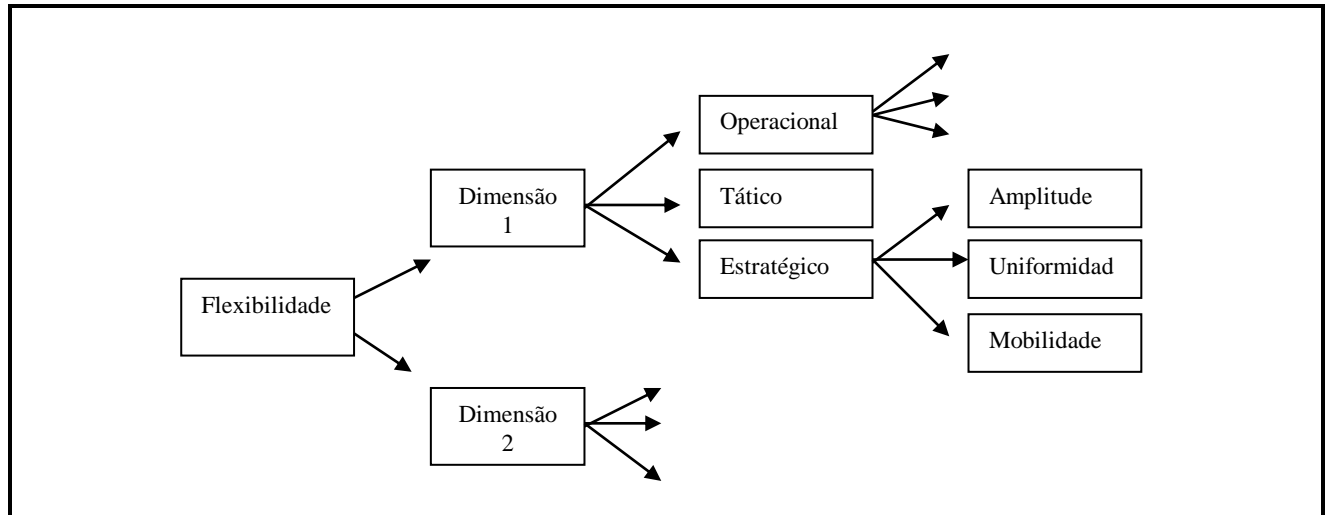 Operacional
Dimensão
1
Tático
Amplitude
Estratégico
Uniformidad
Flexibilidade
Mobilidade
Dimensão
2